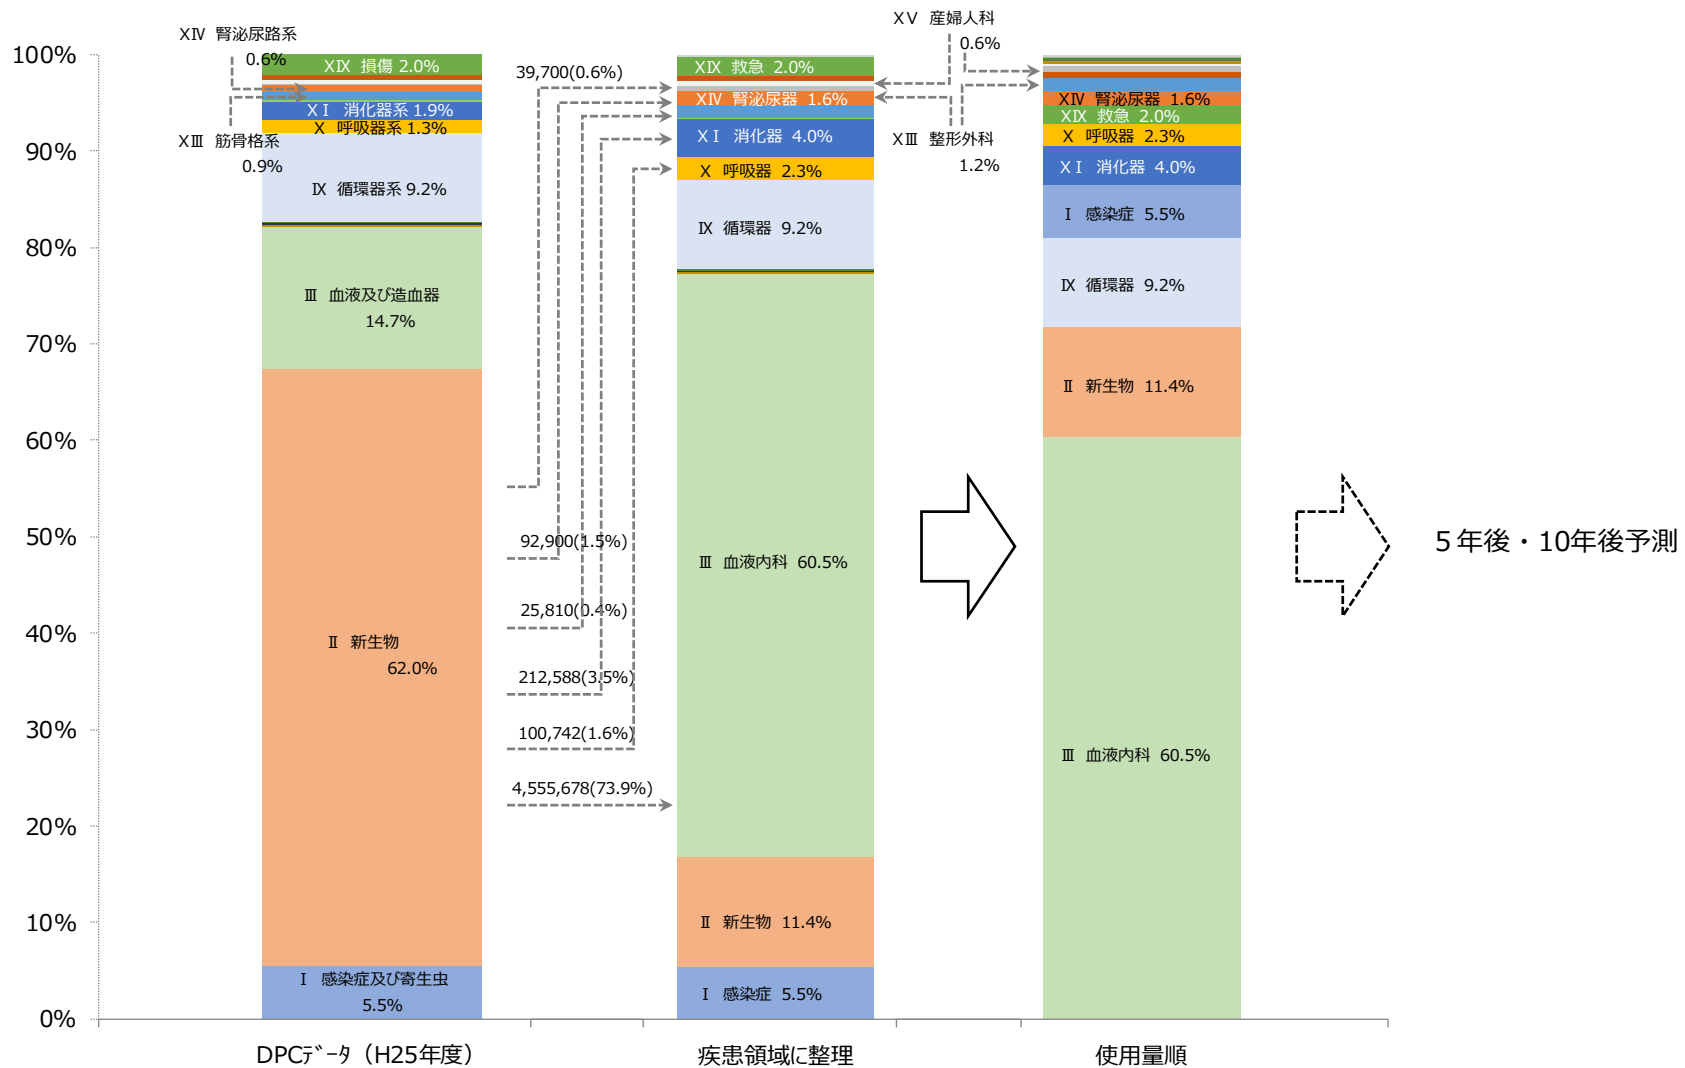 100%
90%
80%
70%
60%
50%
40%
30%
20%
10%
0%
XIV 腎泌尿路系
0.6%
XIII 筋骨格系
0.9%
XIX 損傷 2.0%
XI 消化器系 1.9%
X 呼吸器系 1.3%
IX 循環器系 9.2%
Ⅲ 血液及び造血器
14.7%
Ⅱ 新生物
62.0%
Ⅰ 感染症及び寄生虫
5.5%
DPCﾃﾞｰﾀ（H25年度）
39,700(0.6%)
92,900(1.5%)
25,810(0.4%)
212,588(3.5%)
100,742(1.6%)
4,555,678(73.9%)
XIX 救急 2.0%
XIV 腎泌尿器 1.6%
XI 消化器 4.0%
X 呼吸器 2.3%
IX 循環器 9.2%
Ⅲ 血液内科 60.5%
Ⅱ 新生物 11.4%
Ⅰ 感染症 5.5%
疾患領域に整理
XV 産婦人科
0.6%
XIII 整形外科
1.2%
XIV 腎泌尿器 1.6%
XIX 救急 2.0%
X 呼吸器 2.3%
XI 消化器 4.0%
Ⅰ 感染症 5.5%
IX 循環器 9.2%
Ⅱ 新生物 11.4%
Ⅲ 血液内科 60.5%
使用量順
５年後・10年後予測